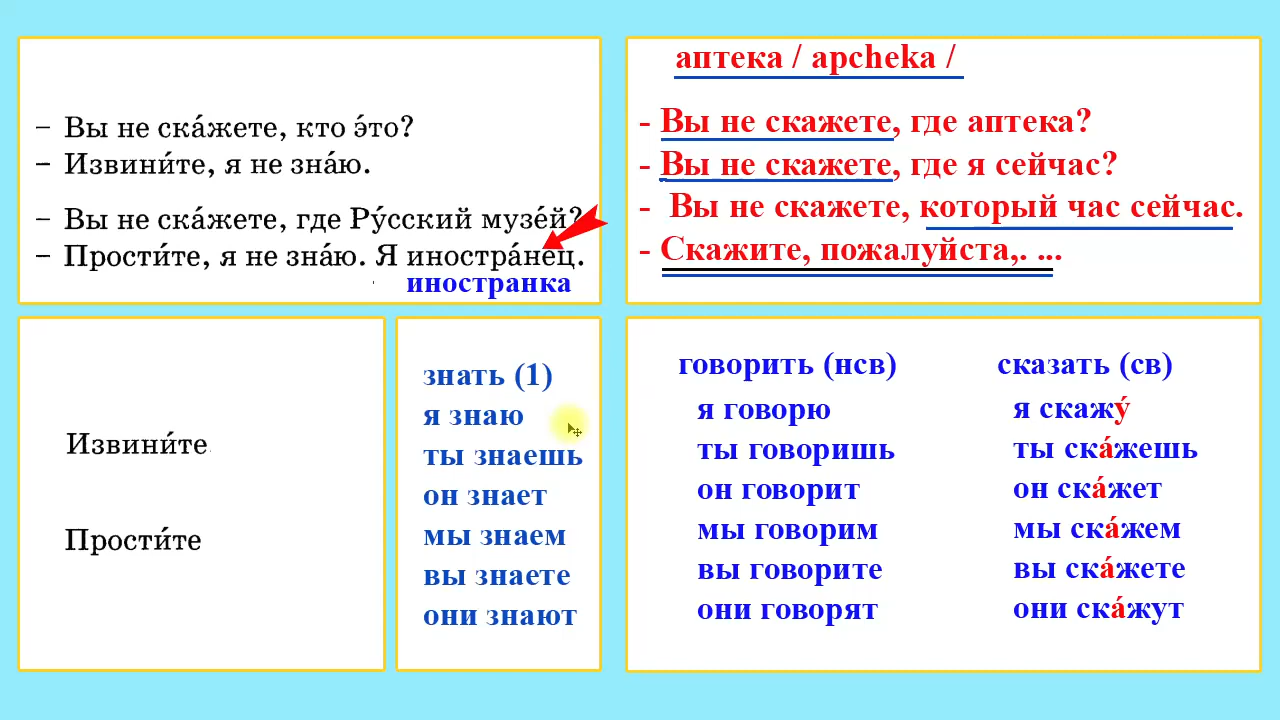 – Вы не ска́жете, кто э́то?
– Извини́те, я не зна́ю.
– Вы не ска́жете, где Ру́сский музе́й?
– Прости́те, я не зна́ю. Я иностра́нец.
иностранка
аптека / apcheka /
- Вы не скажете, где аптека?
- Вы не скажете, где я сейчас?
- Вы не скажете, который час сейчас.
- Скажите, пожалуйста,. ...
Извини́те
Прости́те
знать (1)
я знаю
ты знаешь
он знает
мы знаем
вы знаете
они знают
говорить (нсв)
я говорю
ты говоришь
он говорит
мы говорим
вы говорите
они говорят
сказать (св)
я скажу́
ты ска́жешь
он ска́жет
мы ска́жем
вы ска́жете
они ска́жут